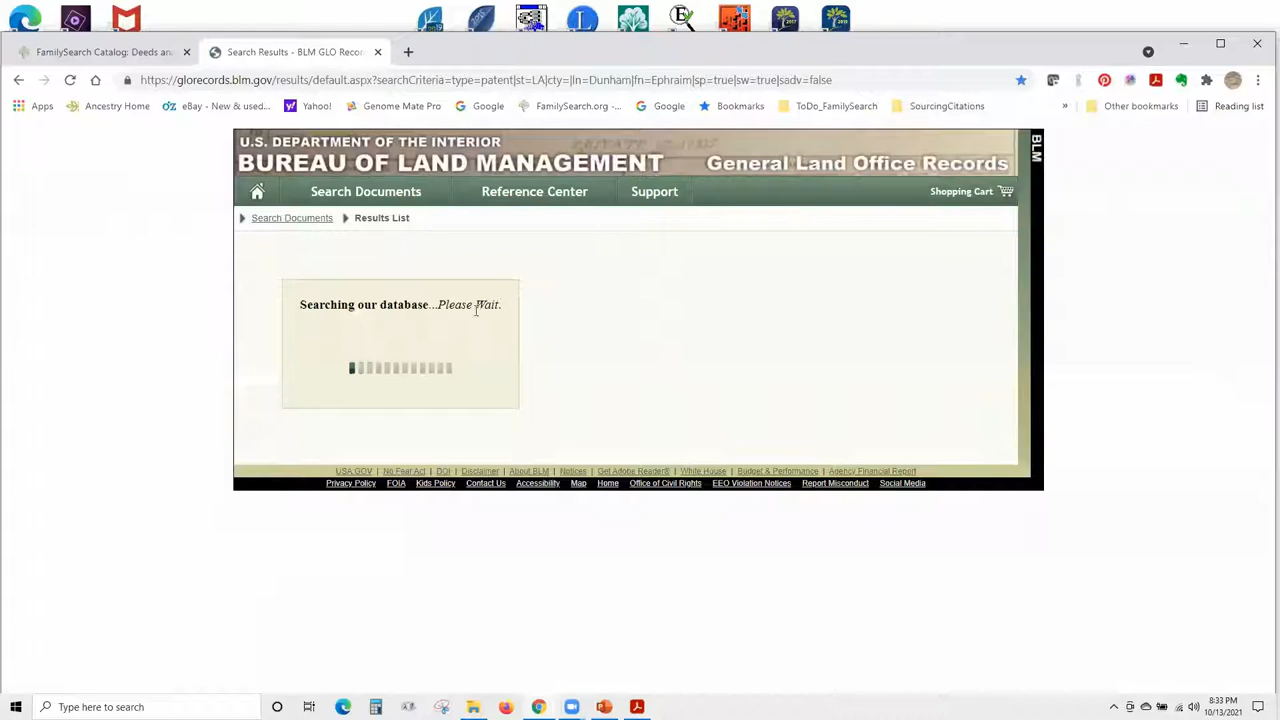 FamilySearch Catalog: Deeds an
Search Results - BLM GLO Recor
https://glorecords.blm.gov/results/default.aspx?searchCriteria=type=patent|st=LA|cty=|ln=Dunham|fn=Ephraim|sp=true|sw=true|sadv=false
Apps
Ancestry Home
eBay - New & used...
Yahoo!
Genome Mate Pro
Google
FamilySearch.org -...
Google
Bookmarks
ToDo_FamilySearch
SourcingCitations
»
Other bookmarks
Reading list
U.S. DEPARTMENT OF THE INTERIOR
BUREAU OF LAND MANAGEMENT
General Land Office Records
BLM
Search Documents
Reference Center
Support
Shopping Cart
Search Documents
Results List
Searching our database...Please Wait.
USA.GOV | No Fear Act | DOI | Disclaimer | About BLM | Notices | Get Adobe Reader® | White House | Budget & Performance | Agency Financial Report
Privacy Policy | FOIA | Kids Policy | Contact Us | Accessibility | Map | Home | Office of Civil Rights | EEO Violation Notices | Report Misconduct | Social Media
Type here to search
8:33 PM
10/13/2021